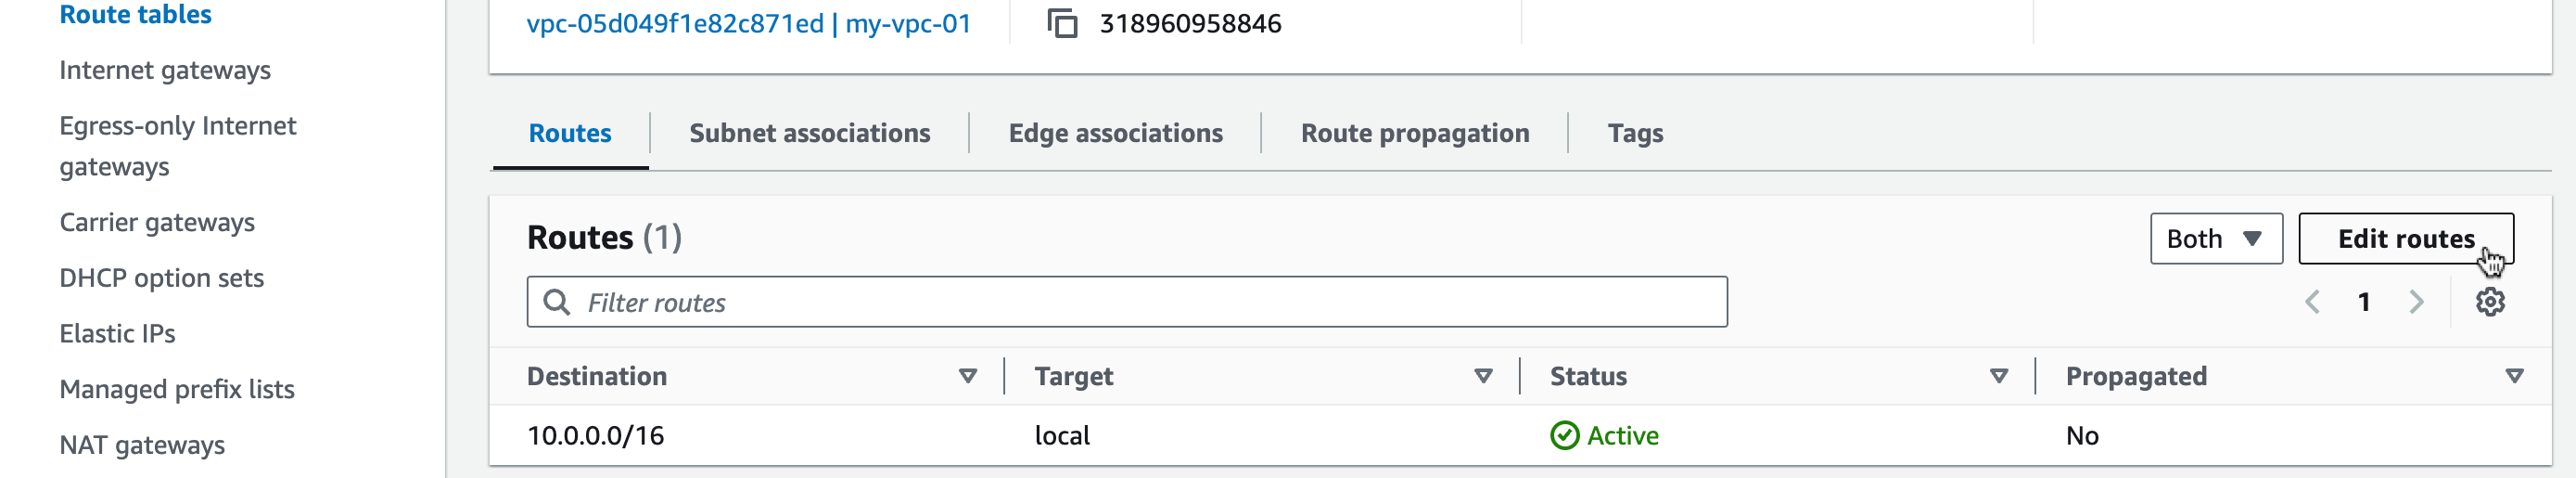 Route tables
Internet gateways
Egress-only Internet
gateways
Carrier gateways
DHCP option sets
Elastic IPs
Managed prefix lists
NAT gateways
vpc-05d049f1e82c871ed | my-vpc-01
318960958846
Routes
Subnet associations
Edge associations
Route propagation
Tags
Routes (1)
Both
Edit routes
Filter routes
1
Destination Target Status Propagated
10.0.0.0/16 local Active No